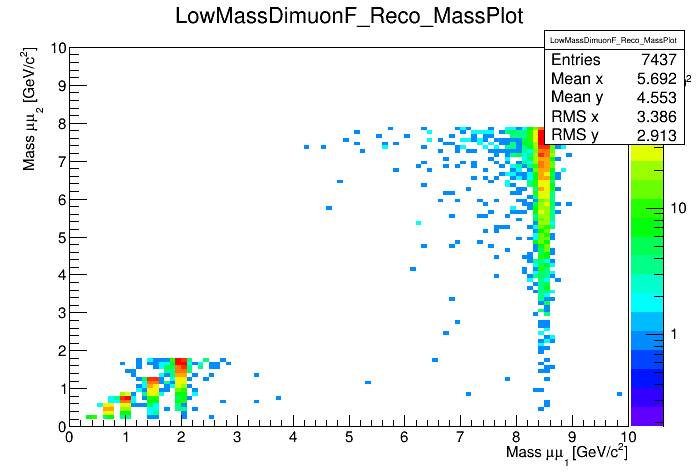 LowMassDimuonF_Reco_MassPlot
LowMassDimuonF_Reco_MassPlot
Entries 7437
Mean x 5.692
Mean y 4.553
RMS x 3.386
RMS y 2.913
Mass μμ₂ [GeV/c²]
10
9
8
7
6
5
4
3
2
1
0
0 1 2 3 4 5 6 7 8 9 10
Mass μμ₁ [GeV/c²]
2
10
1